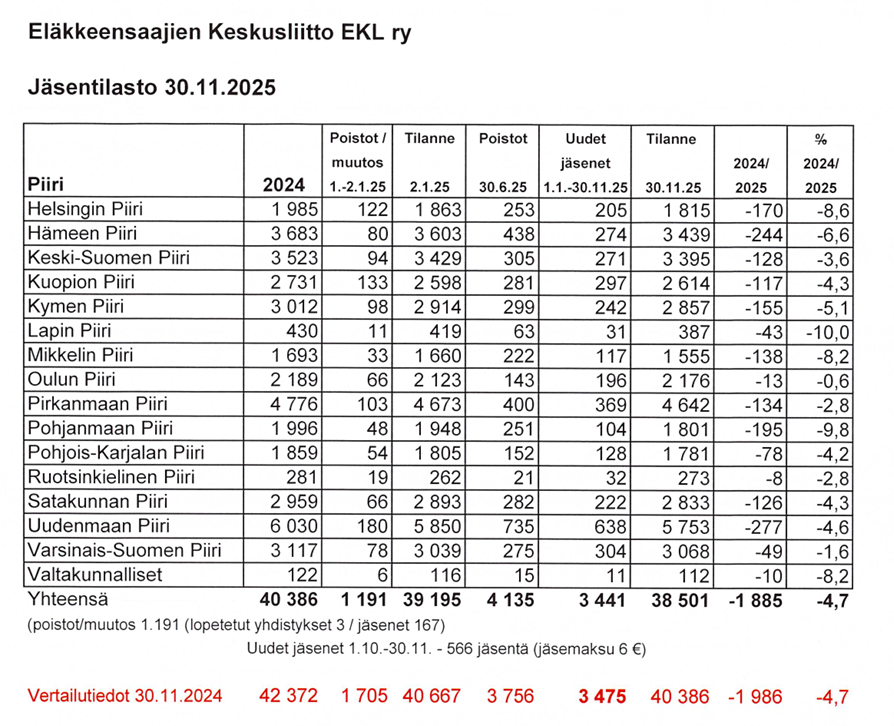 Eläkkeensaajien Keskusliitto EKL ry
Jäsentilasto 30.11.2025
Poistot / Tilanne Poistot Uudet Tilanne %
muutos jäsenet 2024/ 2024/
Piiri 2024 1.-2.1.25 2.1.25 30.6.25 1.1.-30.11.25 30.11.25 2025 2025
Helsingin Piiri 1 985 122 1 863 253 205 1 815 -170 -8,6
Hämeen Piiri 3 683 80 3 603 438 274 3 439 -244 -6,6
Keski-Suomen Piiri 3 523 94 3 429 305 271 3 395 -128 -3,6
Kuopion Piiri 2 731 133 2 598 281 297 2 614 -117 -4,3
Kymen Piiri 3 012 98 2 914 299 242 2 857 -155 -5,1
Lapin Piiri 430 11 419 63 31 387 -43 -10,0
Mikkelin Piiri 1 693 33 1 660 222 117 1 555 -138 -8,2
Oulun Piiri 2 189 66 2 123 143 196 2 176 -13 -0,6
Pirkanmaan Piiri 4 776 103 4 673 400 369 4 642 -134 -2,8
Pohjanmaan Piiri 1 996 48 1 948 251 104 1 801 -195 -9,8
Pohjois-Karjalan Piiri 1 859 54 1 805 152 128 1 781 -78 -4,2
Ruotsinkielinen Piiri 281 19 262 21 32 273 -8 -2,8
Satakunnan Piiri 2 959 66 2 893 282 222 2 833 -126 -4,3
Uudenmaan Piiri 6 030 180 5 850 735 638 5 753 -277 -4,6
Varsinais-Suomen Piiri 3 117 78 3 039 275 304 3 068 -49 -1,6
Valtakunnalliset 122 6 116 15 11 112 -10 -8,2
Yhteensä 40 386 1 191 39 195 4 135 3 441 38 501 -1 885 -4,7
(poistot/muutos 1.191 (lopetetut yhdistykset 3 / jäsenet 167)
Uudet jäsenet 1.10.-30.11. - 566 jäsentä (jäsemaksu 6 €)
Vertailutiedot 30.11.2024 42 372 1 705 40 667 3 756 3 475 40 386 -1 986 -4,7